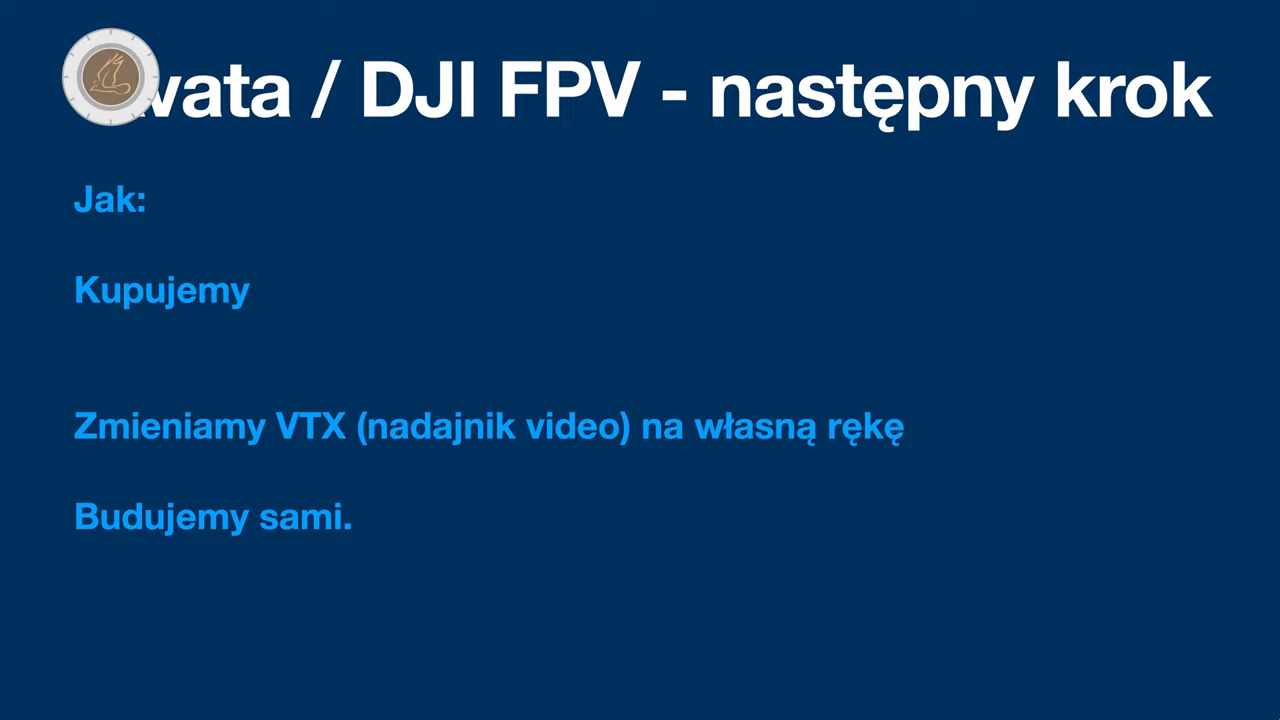 vata / DJI FPV - następny krok
Jak:
Kupujemy
Zmieniamy VTX (nadajnik video) na własną rękę
Budujemy sami.